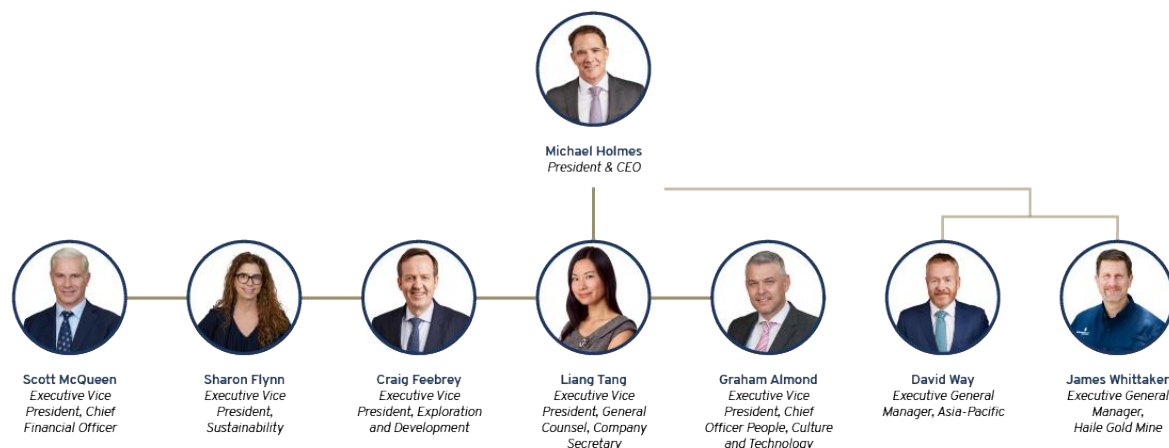 Michael Holmes
President & CEO
Scott McQueen
Executive Vice
President, Chief
Financial Officer
Sharon Flynn
Executive Vice
President,
Sustainability
Craig Feebrey
Executive Vice
President, Exploration
and Development
Liang Tang
Executive Vice
President, General
Counsel, Company
Secretary
Graham Almond
Executive Vice
President, Chief
Officer People, Culture
and Technology
David Way
Executive General
Manager, Asia-Pacific
James Whittaker
Executive General
Manager,
Haile Gold Mine